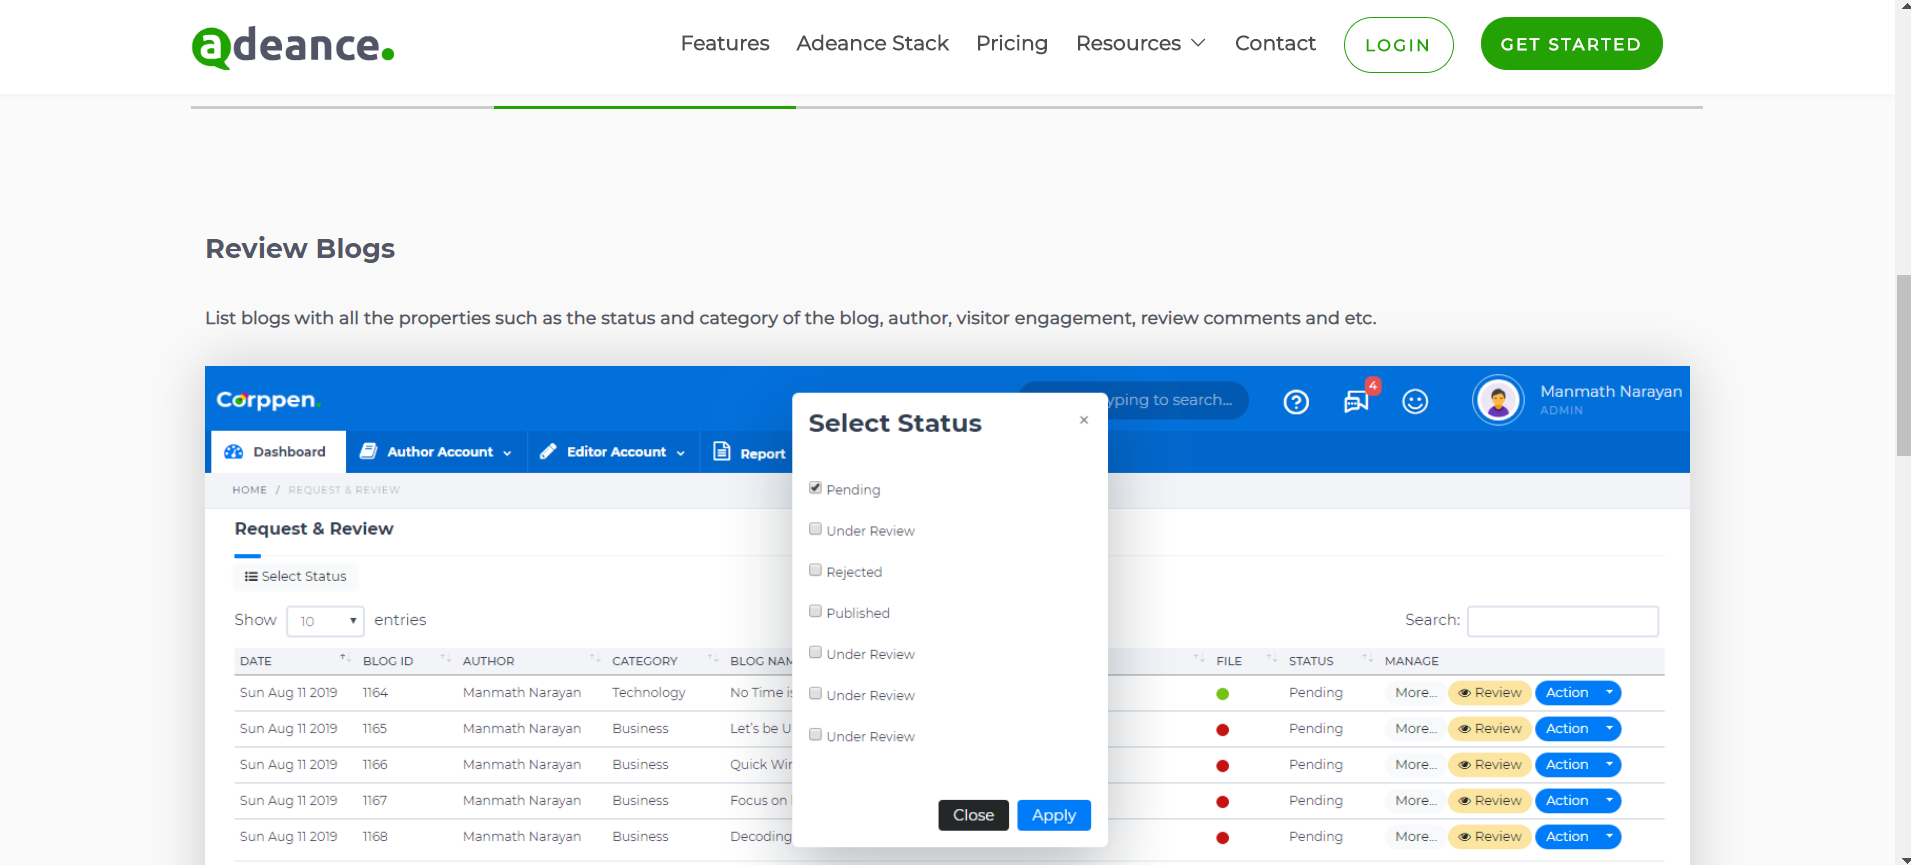 adeance.
Features Adeance Stack Pricing Resources Contact LOGIN GET STARTED
Review Blogs
List blogs with all the properties such as the status and category of the blog, author, visitor engagement, review comments and etc.
Corppen.
yping to search...
4
Manmath Narayan
ADMIN
Dashboard Author Account Editor Account Report
HOME / REQUEST & REVIEW
Request & Review
Select Status
Show 10 entries
Search:
DATE BLOG ID AUTHOR CATEGORY BLOG NAM FILE STATUS MANAGE
Sun Aug 11 2019 1164 Manmath Narayan Technology No Time is Pending More... Review Action
Sun Aug 11 2019 1165 Manmath Narayan Business Let's be U Pending More... Review Action
Sun Aug 11 2019 1166 Manmath Narayan Business Quick Win Pending More... Review Action
Sun Aug 11 2019 1167 Manmath Narayan Business Focus on Pending More... Review Action
Sun Aug 11 2019 1168 Manmath Narayan Business Decoding Pending More... Review Action
Select Status ×
Pending
Under Review
Rejected
Published
Under Review
Under Review
Under Review
Close Apply